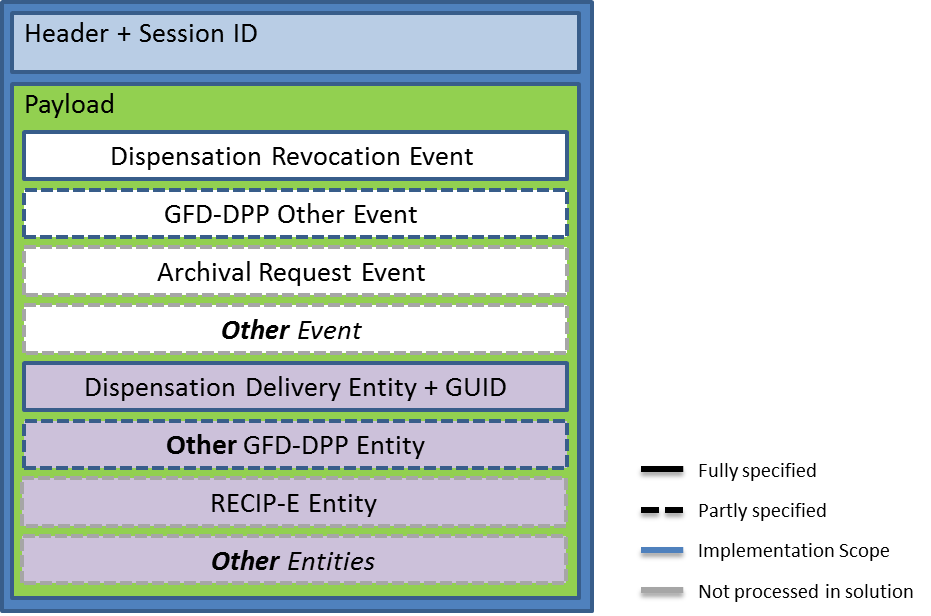 Header + Session ID
Payload
Dispensation Revocation Event
GFD-DPP Other Event
Archival Request Event
Other Event
Dispensation Delivery Entity + GUID
Other GFD-DPP Entity
RECIP-E Entity
Other Entities
Fully specified
Partly specified
Implementation Scope
Not processed in solution